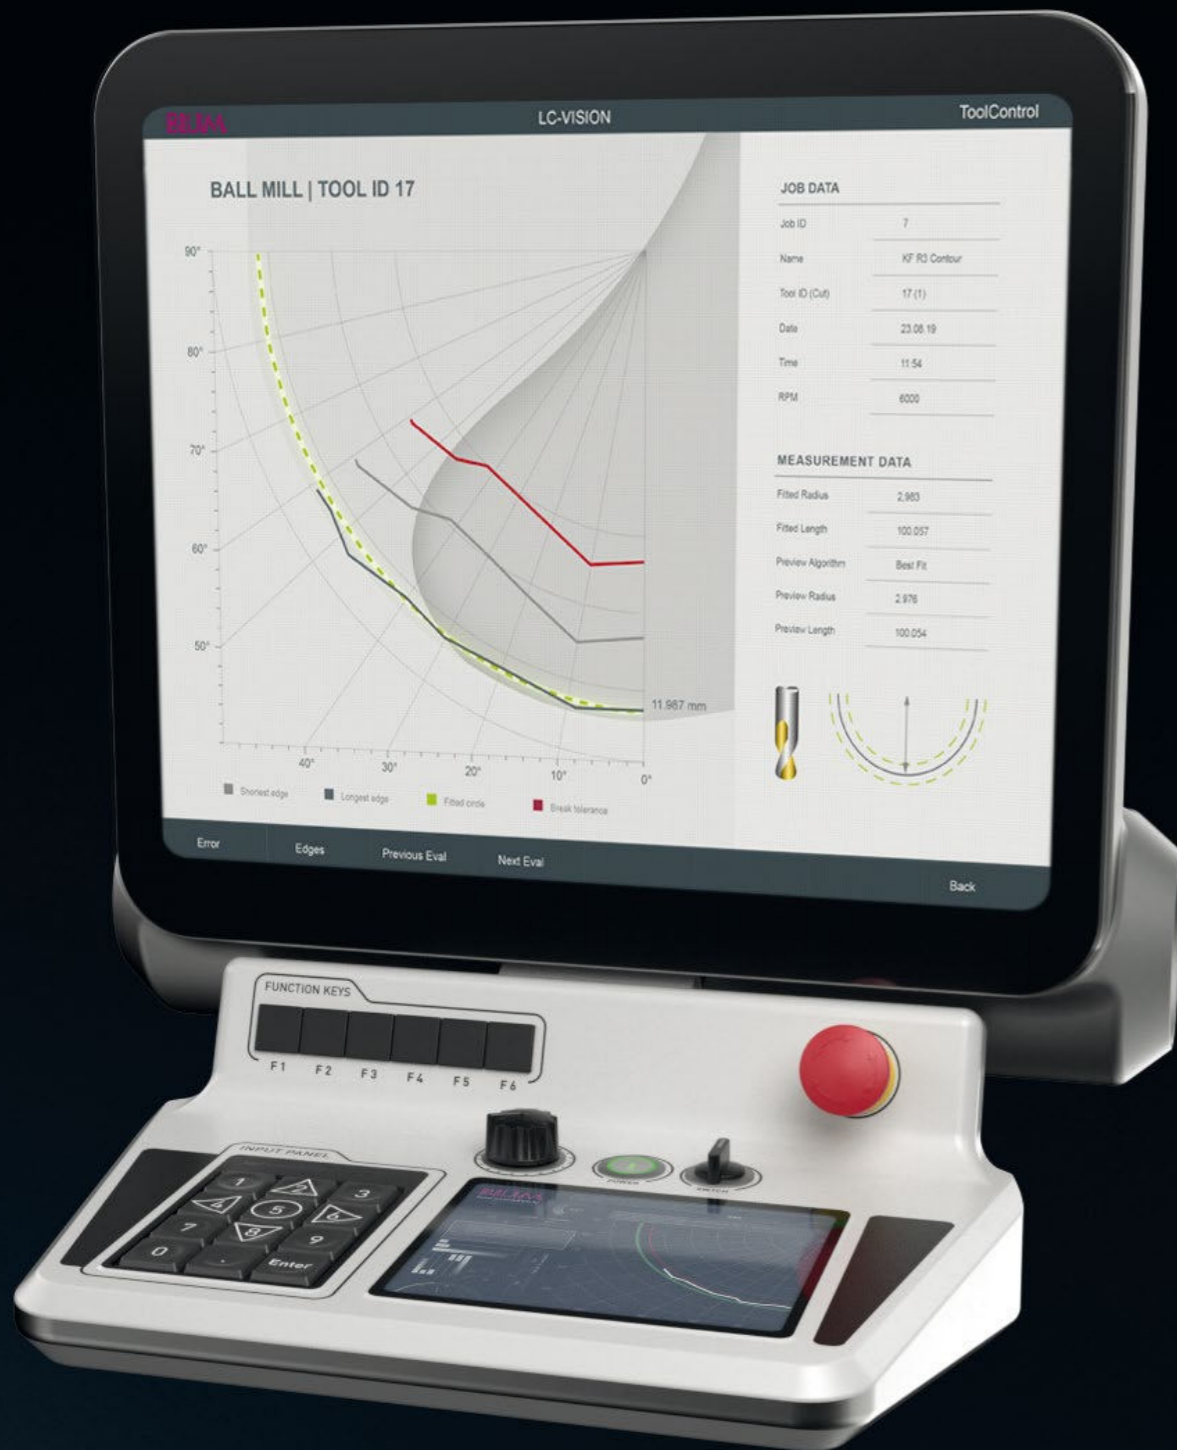 BLUM LC-VISION ToolControl
BALL MILL | TOOL ID 17
90°
80°
70°
60°
50°
40° 30° 20° 10° 0°
11.987 mm
Shortest edge Longest edge Fitted circle Break tolerance
JOB DATA
Job ID 7
Name KF R3 Contour
Tool ID (Cut) 17 (1)
Date 23.08.19
Time 11:54
RPM 6000
MEASUREMENT DATA
Fitted Radius 2,983
Fitted Length 100.057
Preview Algorithm Best Fit
Preview Radius 2.976
Preview Length 100.054
Error Edges Previous Eval Next Eval Back
FUNCTION KEYS
F1 F2 F3 F4 F5 F6
INPUT PANEL
1 2 3
4 5 6
7 8 9
0 . Enter
POWER
SWITCH